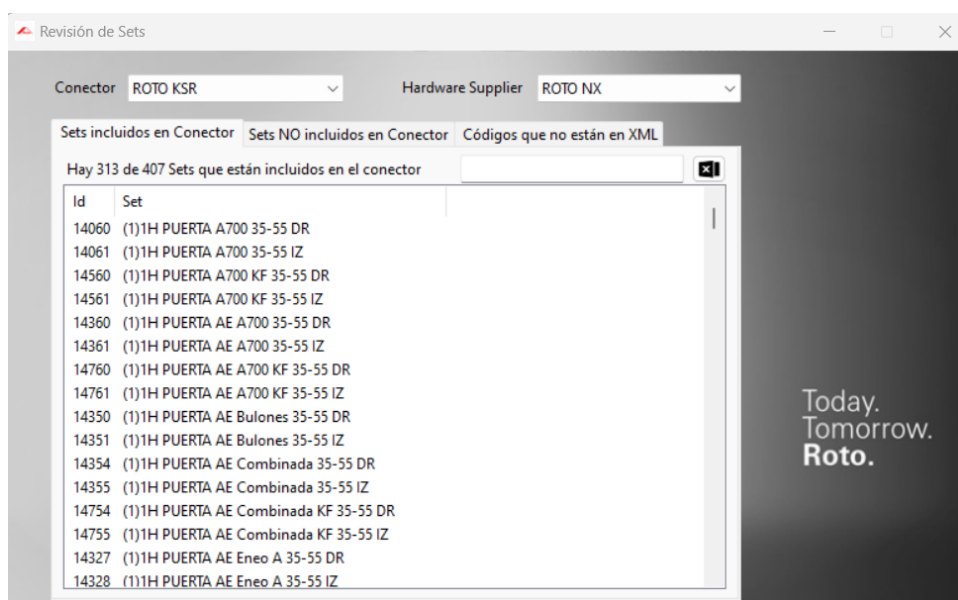 Revisión de Sets
Conector ROTO KSR Hardware Supplier ROTO NX
Sets incluidos en Conector Sets NO incluidos en Conector Códigos que no están en XML
Hay 313 de 407 Sets que están incluidos en el conector
Id Set
14060 (1)1H PUERTA A700 35-55 DR
14061 (1)1H PUERTA A700 35-55 IZ
14560 (1)1H PUERTA A700 KF 35-55 DR
14561 (1)1H PUERTA A700 KF 35-55 IZ
14360 (1)1H PUERTA AE A700 35-55 DR
14361 (1)1H PUERTA AE A700 35-55 IZ
14760 (1)1H PUERTA AE A700 KF 35-55 DR
14761 (1)1H PUERTA AE A700 KF 35-55 IZ
14350 (1)1H PUERTA AE Bulones 35-55 DR
14351 (1)1H PUERTA AE Bulones 35-55 IZ
14354 (1)1H PUERTA AE Combinada 35-55 DR
14355 (1)1H PUERTA AE Combinada 35-55 IZ
14754 (1)1H PUERTA AE Combinada KF 35-55 DR
14755 (1)1H PUERTA AE Combinada KF 35-55 IZ
14327 (1)1H PUERTA AE Eneo A 35-55 DR
14328 (1)1H PUERTA AE Eneo A 35-55 IZ
Today.
Tomorrow.
Roto.